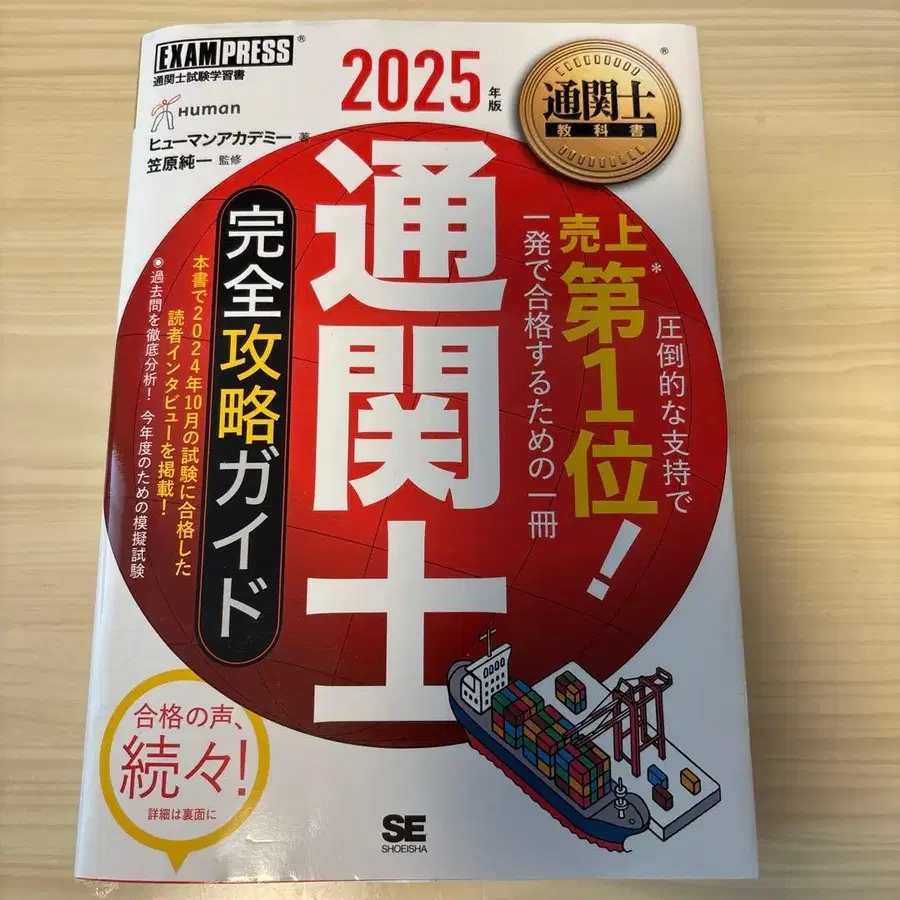 EXAMPRESS®
通関士試験学習書
Human
ヒューマンアカデミー 著
笠原純一 監修
2025年版
通関士
教科書
®
圧倒的な支持で
売上*
第1位!
一発で合格するための一冊
通関士
完全攻略ガイド
本書で2024年10月の試験に合格した
読者インタビューを掲載!
◉過去問を徹底分析! 今年度のための模擬試験
合格の声、
続々!
詳細は裏面に
SE
SHOEISHA